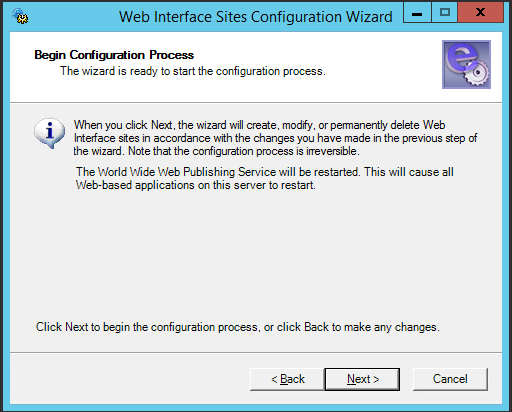 Web Interface Sites Configuration Wizard
Begin Configuration Process
The wizard is ready to start the configuration process.
When you click Next, the wizard will create, modify, or permanently delete Web
Interface sites in accordance with the changes you have made in the previous step of
the wizard. Note that the configuration process is irreversible.
The World Wide Web Publishing Service will be restarted. This will cause all
Web-based applications on this server to restart.
Click Next to begin the configuration process, or click Back to make any changes.
< Back
Next >
Cancel